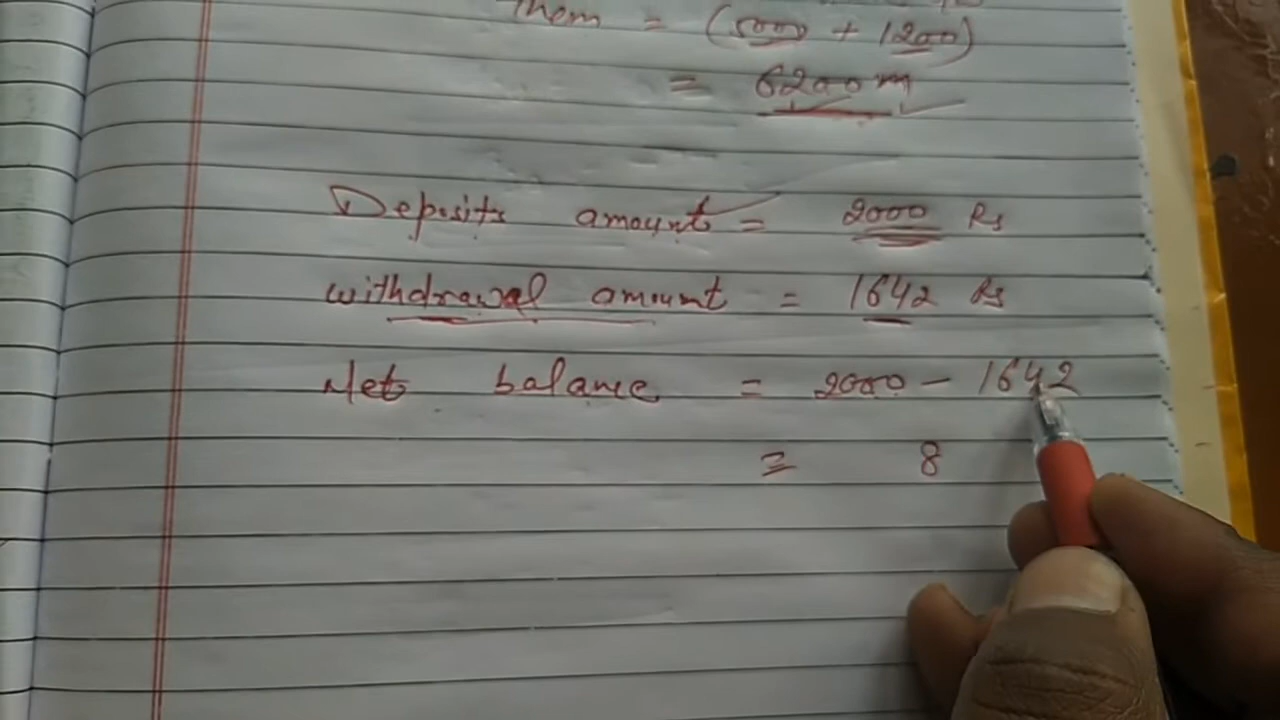 Them = (5000 + 1200)
= 6200 m
Deposits amount = 2000 Rs
withdrawal amount = 1642 Rs
Net balance = 2000 - 1642
= 8